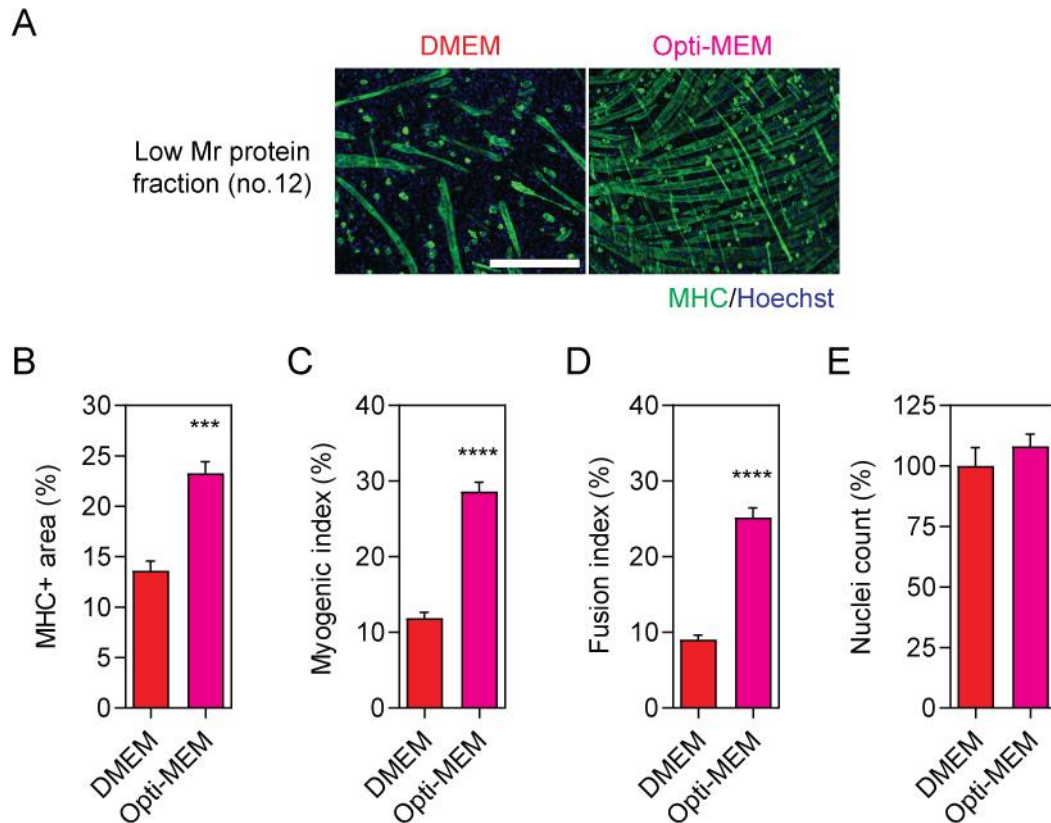 A
DMEM
Opti-MEM
Low Mr protein
fraction (no.12)
MHC/Hoechst
B
MHC+ area (%)
30
25
20
15
10
5
0
***
DMEM
Opti-MEM
C
Myogenic index (%)
40
30
20
10
0
****
DMEM
Opti-MEM
D
Fusion index (%)
40
30
20
10
0
****
DMEM
Opti-MEM
E
Nuclei count (%)
125
100
75
50
25
0
DMEM
Opti-MEM